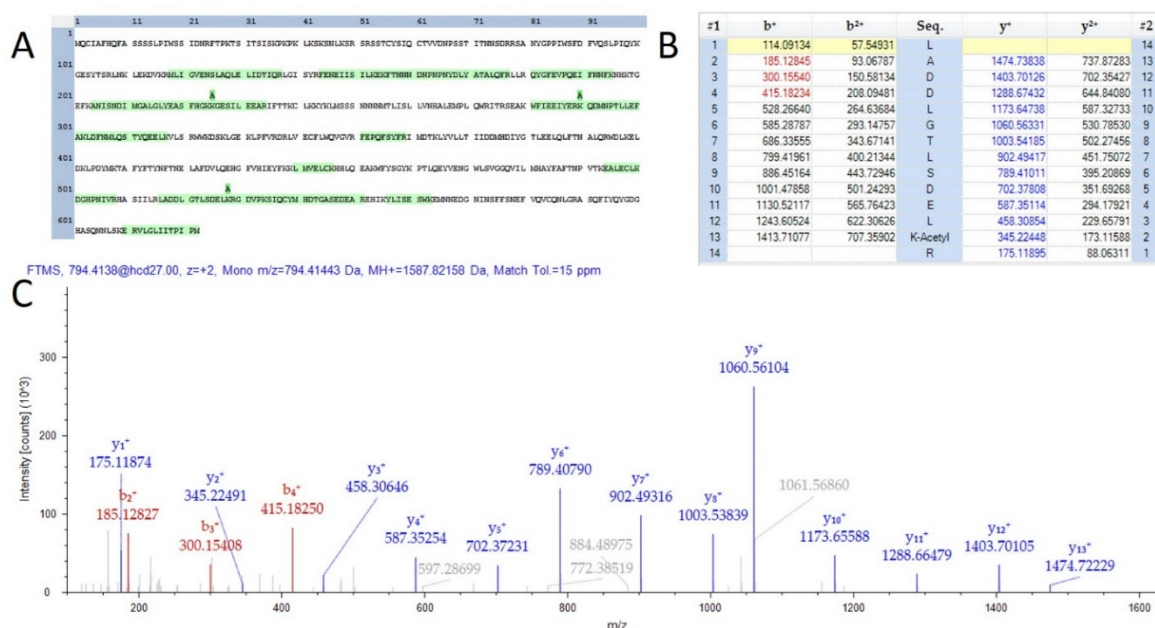 A
1 11 21 31 41 51 61 71 81 91
1
MQCIAFHQFA SSSSLPIWSS IDNRFTPKTS ITSISKPKPK LKSKSNLKSR SRSSTCYSIQ CTVVDNPSST ITNNSDRRSA NYGPPIWSFD FVQSLPIQYK
101
GESYTSRLNK LEKDVKRMLI GVENSLAQLE LIDTIQRLGI SYRFENEIIS ILKEKFTNNN DNPNPNYDLY ATALQFRLLR QYGFEVPQEI FNNFKNHKTG
201
A A
EFKANISNDI MGALGLYEAS FHGKKGESIL EEARIFTTKC LKKYKLMSSS NNNNMTLISL LVNHALEMPL QWRITRSEAK WFIEEIYERK QDMNPTLLEF
301
AKLDFNMLQS TYQEELKVLS RWWKDSKLGE KLPFVRDRLV ECFLWQVGVR FEPQFSYFRI MDTKLYVLLT IIDDMHDIYG TLEELQLFTN ALQRWDLKEL
401
DKLPDYMKTA FYFTYNFTNE LAFDVLQEHG FVHIEYFKKL MVELCKHHLQ EAKWFYSGYK PTLQEYVENG WLSVGGQVIL MHAYFAFTNP VTKEALECLK
501
A
DGHPNIVRHA SIILRLADDL GTLSDELKRG DVPKSIQCYM HDTGASEDEA REHIKYLISE SWKEMNNEDG NINSFFSNEF VQVCQNLGRA SQFIYQYGDG
601
HASQNNLSKE RVLGLIITPI PM
B
#1 b⁺ b²⁺ Seq. y⁺ y²⁺ #2
1 114.09134 57.54931 L 14
2 185.12845 93.06787 A 1474.73838 737.87283 13
3 300.15540 150.58134 D 1403.70126 702.35427 12
4 415.18234 208.09481 D 1288.67432 644.84080 11
5 528.26640 264.63684 L 1173.64738 587.32733 10
6 585.28787 293.14757 G 1060.56331 530.78530 9
7 686.33555 343.67141 T 1003.54185 502.27456 8
8 799.41961 400.21344 L 902.49417 451.75072 7
9 886.45164 443.72946 S 789.41011 395.20869 6
10 1001.47858 501.24293 D 702.37808 351.69268 5
11 1130.52117 565.76423 E 587.35114 294.17921 4
12 1243.60524 622.30626 L 458.30854 229.65791 3
13 1413.71077 707.35902 K-Acetyl 345.22448 173.11588 2
14 R 175.11895 88.06311 1
FTMS, 794.4138@hcd27.00, z=+2, Mono m/z=794.41443 Da, MH+=1587.82158 Da, Match Tol.=15 ppm
C
Intensity [counts] (10^3)
300
200
100
0
y₁⁺
175.11874
b₂⁺
185.12827
b₃⁺
300.15408
y₂⁺
345.22491
b₄⁺
415.18250
y₃⁺
458.30646
y₄⁺
587.35254
597.28699
y₅⁺
702.37231
y₆⁺
789.40790
772.38519
884.48975
y₇⁺
902.49316
y₈⁺
1003.53839
y₉⁺
1060.56104
1061.56860
y₁₀⁺
1173.65588
y₁₁⁺
1288.66479
y₁₂⁺
1403.70105
y₁₃⁺
1474.72229
200 400 600 800 1000 1200 1400 1600
m/z